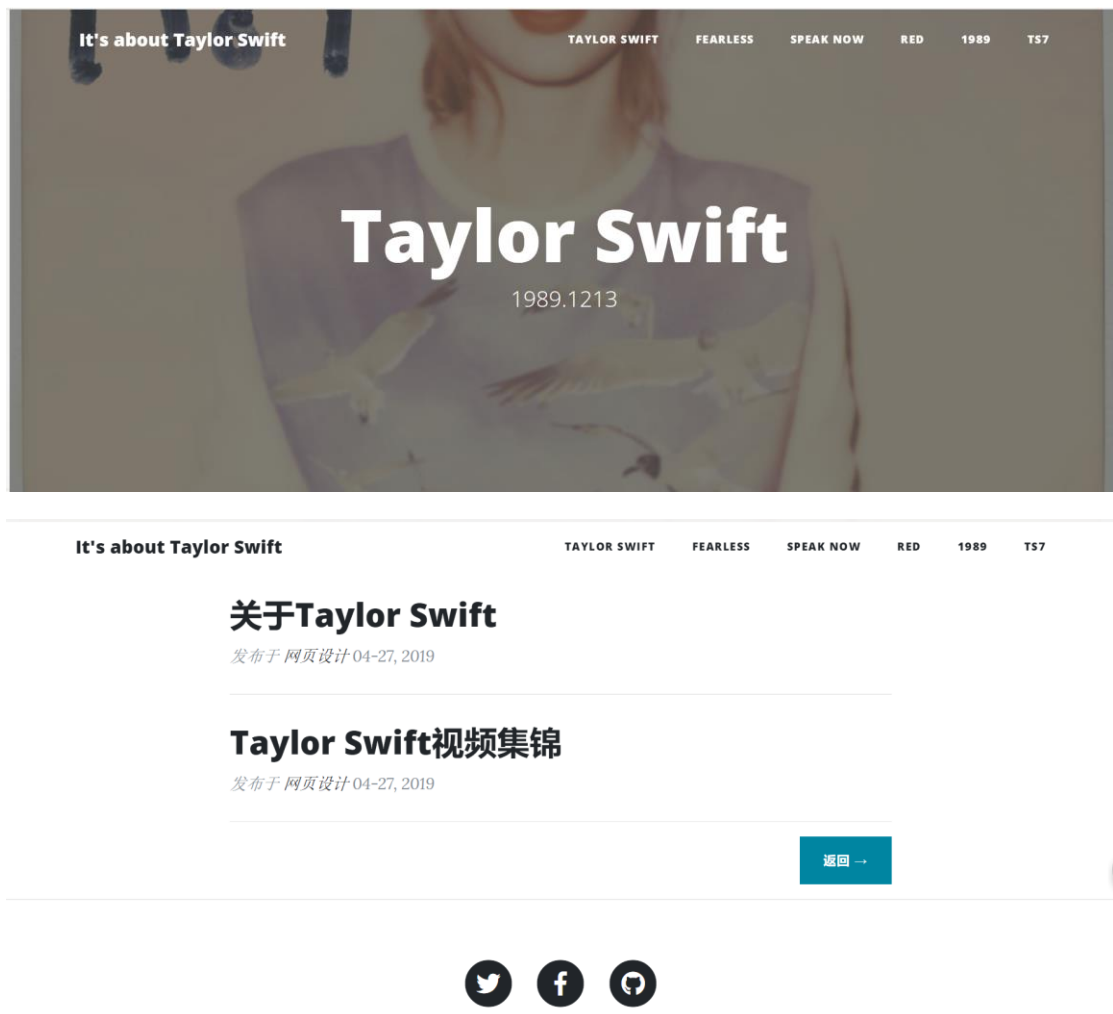 It's about Taylor Swift
TAYLOR SWIFT FEARLESS SPEAK NOW RED 1989 TS7
Taylor Swift
1989.1213
It's about Taylor Swift
TAYLOR SWIFT FEARLESS SPEAK NOW RED 1989 TS7
关于Taylor Swift
发布于 网页设计 04-27, 2019
Taylor Swift视频集锦
发布于 网页设计 04-27, 2019
返回 →